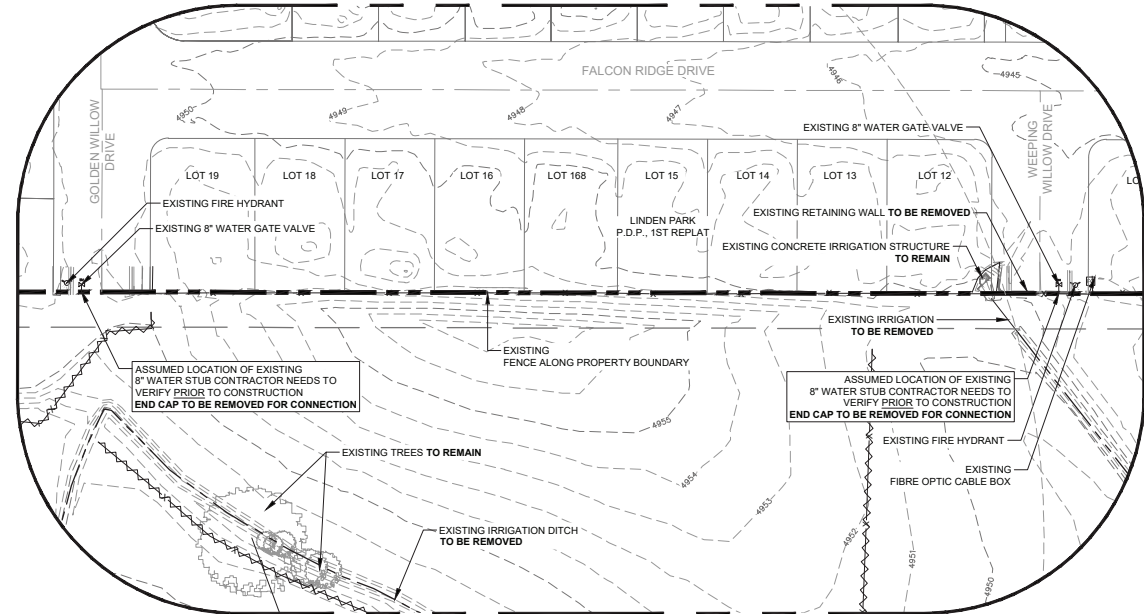 FALCON RIDGE DRIVE
4946
4945
4950
4949
4948
4947
GOLDEN WILLOW
DRIVE
WEEPING
WILLOW DRIVE
EXISTING 8" WATER GATE VALVE
LOT 19
LOT 18
LOT 17
LOT 16
LOT 168
LOT 15
LOT 14
LOT 13
LOT 12
LO
EXISTING FIRE HYDRANT
EXISTING 8" WATER GATE VALVE
LINDEN PARK
P.D.P., 1ST REPLAT
EXISTING RETAINING WALL TO BE REMOVED
EXISTING CONCRETE IRRIGATION STRUCTURE
TO REMAIN
EXISTING IRRIGATION
TO BE REMOVED
EXISTING
FENCE ALONG PROPERTY BOUNDARY
ASSUMED LOCATION OF EXISTING
8" WATER STUB CONTRACTOR NEEDS TO
VERIFY PRIOR TO CONSTRUCTION
END CAP TO BE REMOVED FOR CONNECTION
ASSUMED LOCATION OF EXISTING
8" WATER STUB CONTRACTOR NEEDS TO
VERIFY PRIOR TO CONSTRUCTION
END CAP TO BE REMOVED FOR CONNECTION
4955
EXISTING FIRE HYDRANT
EXISTING TREES TO REMAIN
EXISTING
FIBRE OPTIC CABLE BOX
4954
4953
EXISTING IRRIGATION DITCH
TO BE REMOVED
4952
4951
4950